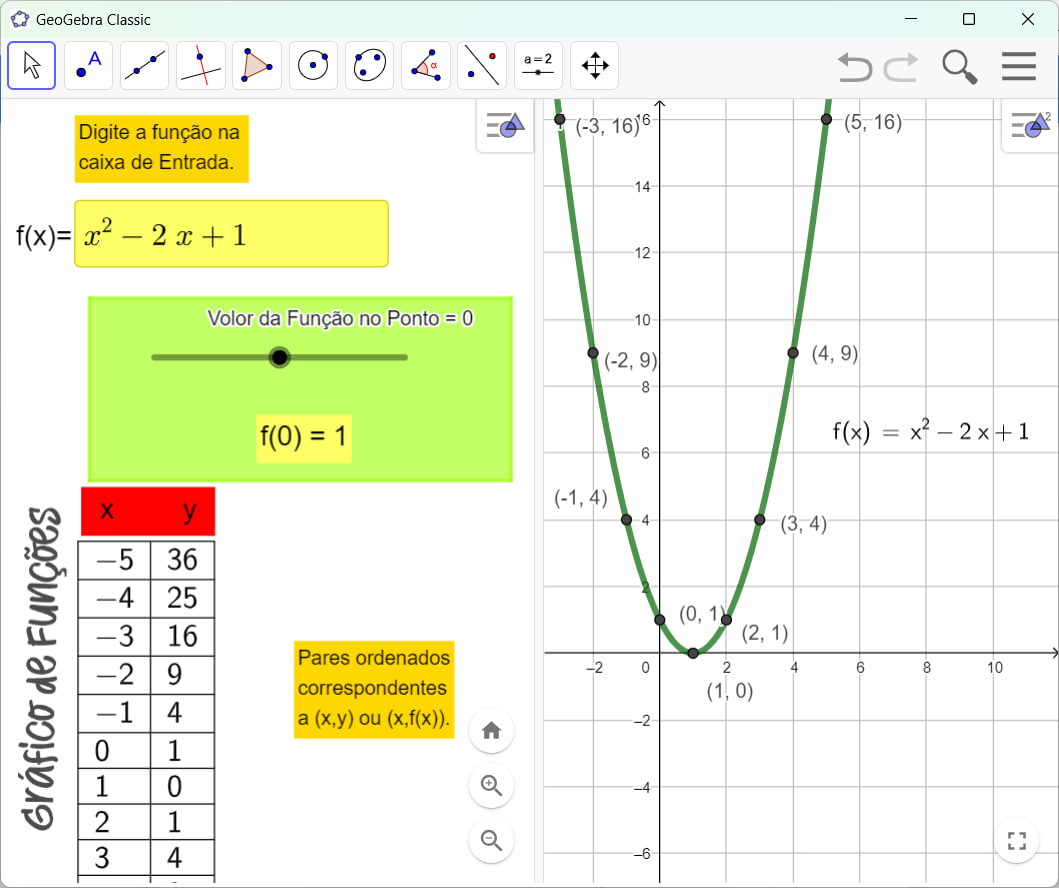 GeoGebra Classic
A
α
a=2
Digite a função na
caixa de Entrada.
f(x)= x² − 2 x + 1
Volor da Função no Ponto = 0
f(0) = 1
Gráfico de Funções
x y
−5 36
−4 25
−3 16
−2 9
−1 4
0 1
1 0
2 1
3 4
Pares ordenados
correspondentes
a (x,y) ou (x,f(x)).
2
(-3, 16)
(5, 16)
(-2, 9)
(4, 9)
f(x) = x² − 2 x + 1
(-1, 4)
(3, 4)
(0, 1)
(2, 1)
(1, 0)
16
14
12
10
8
6
4
2
−2 0 2 4 6 8 10
−2
−4
−6